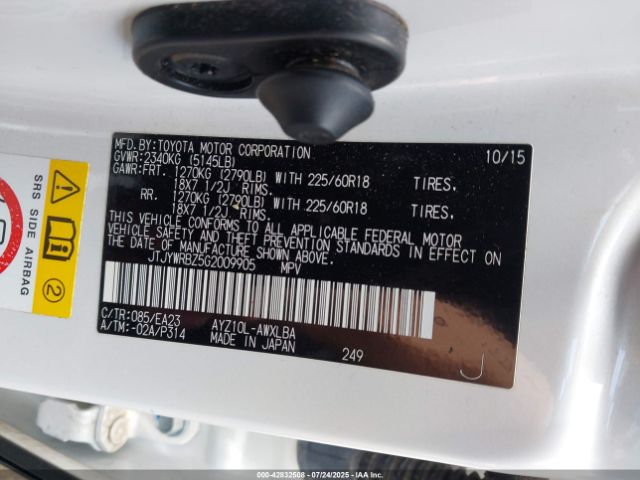 MFD.BY:TOYOTA MOTOR CORPORATION 10/15
GVWR:2340KG (5145LB)
GAWR:FRT. 1270KG (2790LB) WITH 225/60R18 TIRES,
18X7 1/2J RIMS.
RR. 1270KG (2790LB) WITH 225/60R18 TIRES,
18X7 1/2J RIMS.
THIS VEHICLE CONFORMS TO ALL APPLICABLE FEDERAL MOTOR
VEHICLE SAFETY AND THEFT PREVENTION STANDARDS IN EFFECT ON
THE DATE OF MANUFACTURE SHOWN ABOVE.
JTJYWRBZ5G2009905 MPV
C/TR:085/EA23 AYZ10L-AWXLBA
A/TM:-02A/P314 MADE IN JAPAN 249
J
SRS SIDE AIRBAG
2
000-42832508 - 07/24/2025 - IAAI.COM